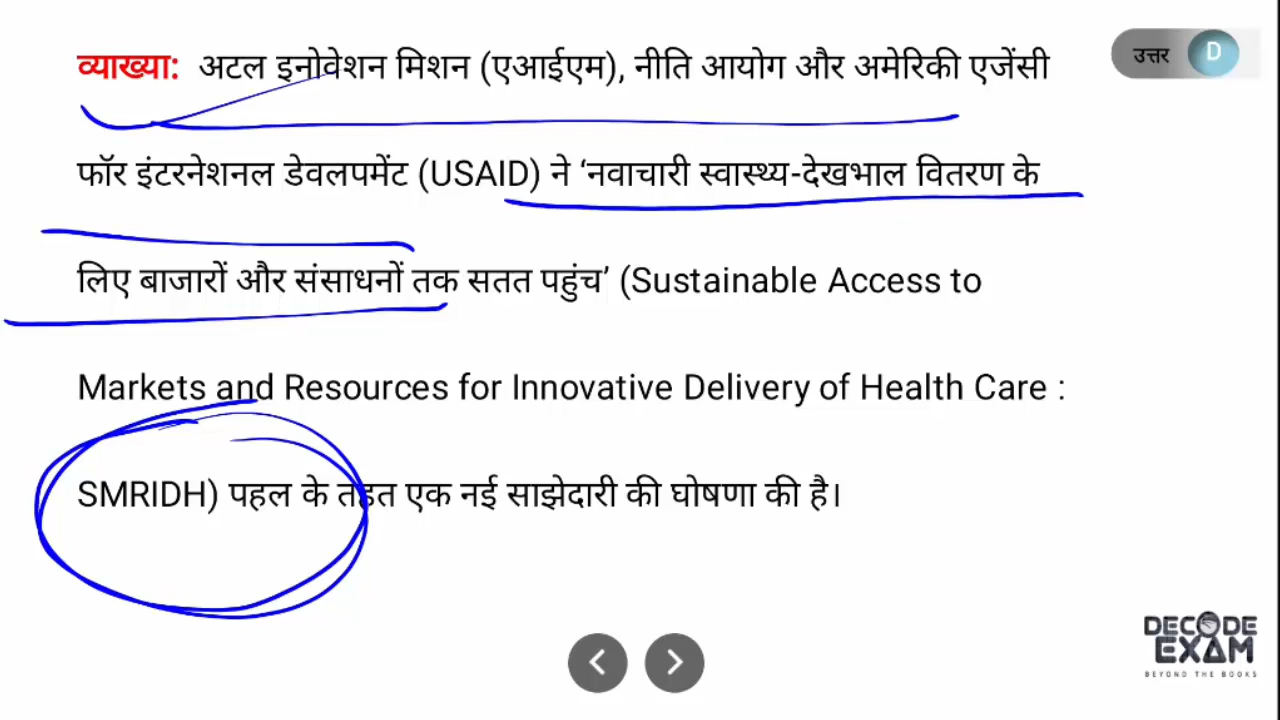 व्याख्या: अटल इनोवेशन मिशन (एआईएम), नीति आयोग और अमेरिकी एजेंसी
उत्तर D
फॉर इंटरनेशनल डेवलपमेंट (USAID) ने ‘नवाचारी स्वास्थ्य-देखभाल वितरण के
लिए बाजारों और संसाधनों तक सतत पहुंच’ (Sustainable Access to
Markets and Resources for Innovative Delivery of Health Care :
SMRIDH) पहल के तहत एक नई साझेदारी की घोषणा की है।
DECODE
EXAM
BEYOND THE BOOKS